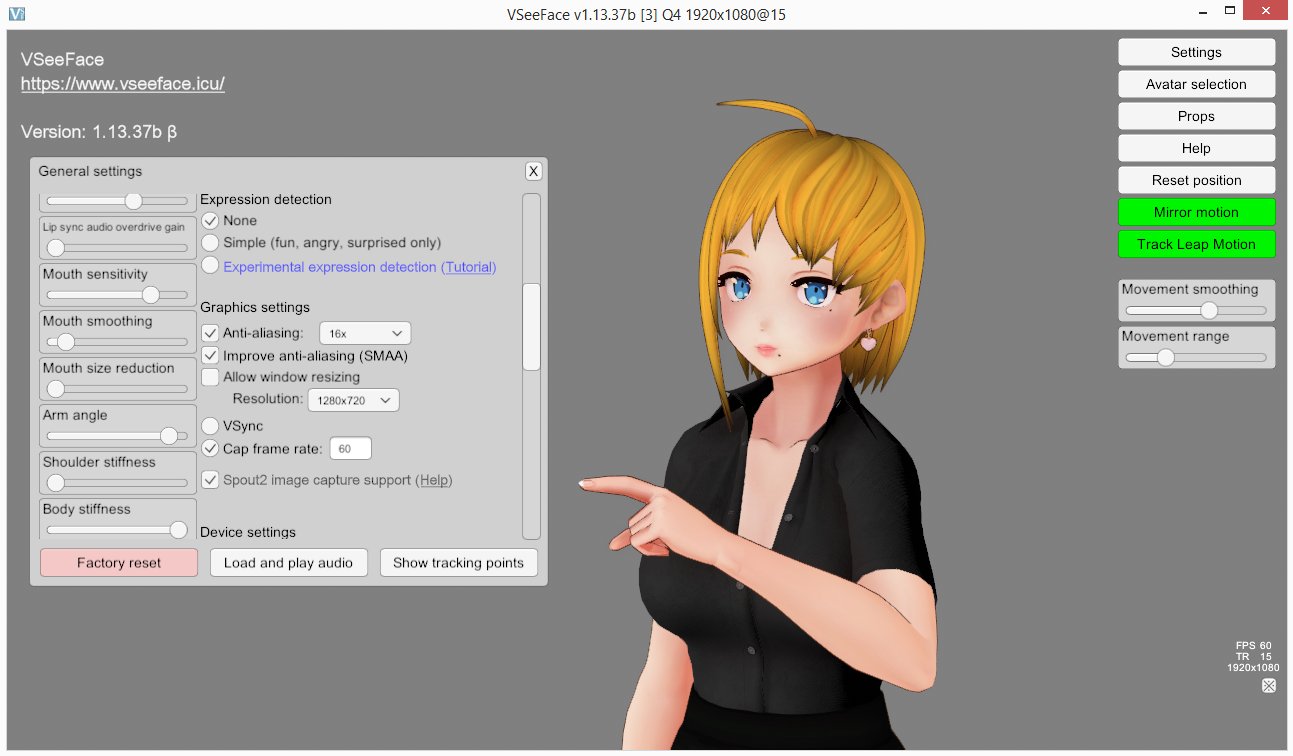 VSeeFace v1.13.37b [3] Q4 1920x1080@15
VSeeFace
https://www.vseeface.icu/
Version: 1.13.37b β
General settings
X
Lip sync audio overdrive gain
Mouth sensitivity
Mouth smoothing
Mouth size reduction
Arm angle
Shoulder stiffness
Body stiffness
Expression detection
None
Simple (fun, angry, surprised only)
Experimental expression detection (Tutorial)
Graphics settings
Anti-aliasing: 16x
Improve anti-aliasing (SMAA)
Allow window resizing
Resolution: 1280x720
VSync
Cap frame rate: 60
Spout2 image capture support (Help)
Device settings
Factory reset
Load and play audio
Show tracking points
Settings
Avatar selection
Props
Help
Reset position
Mirror motion
Track Leap Motion
Movement smoothing
Movement range
FPS 60
TR 15
1920x1080